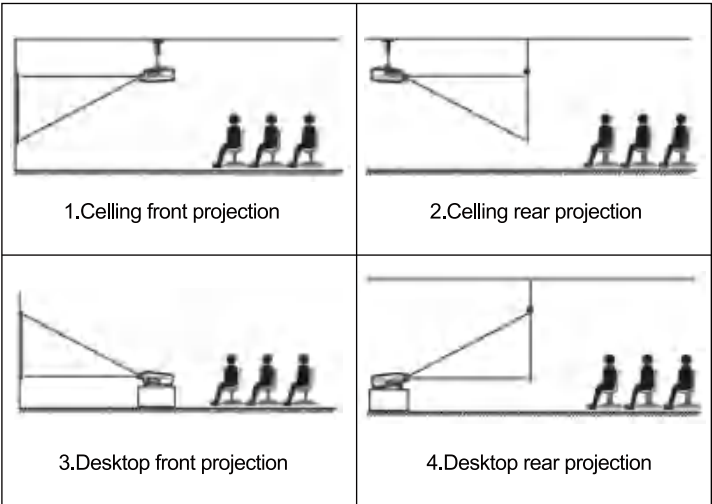 1.Celling front projection
2.Celling rear projection
3.Desktop front projection
4.Desktop rear projection